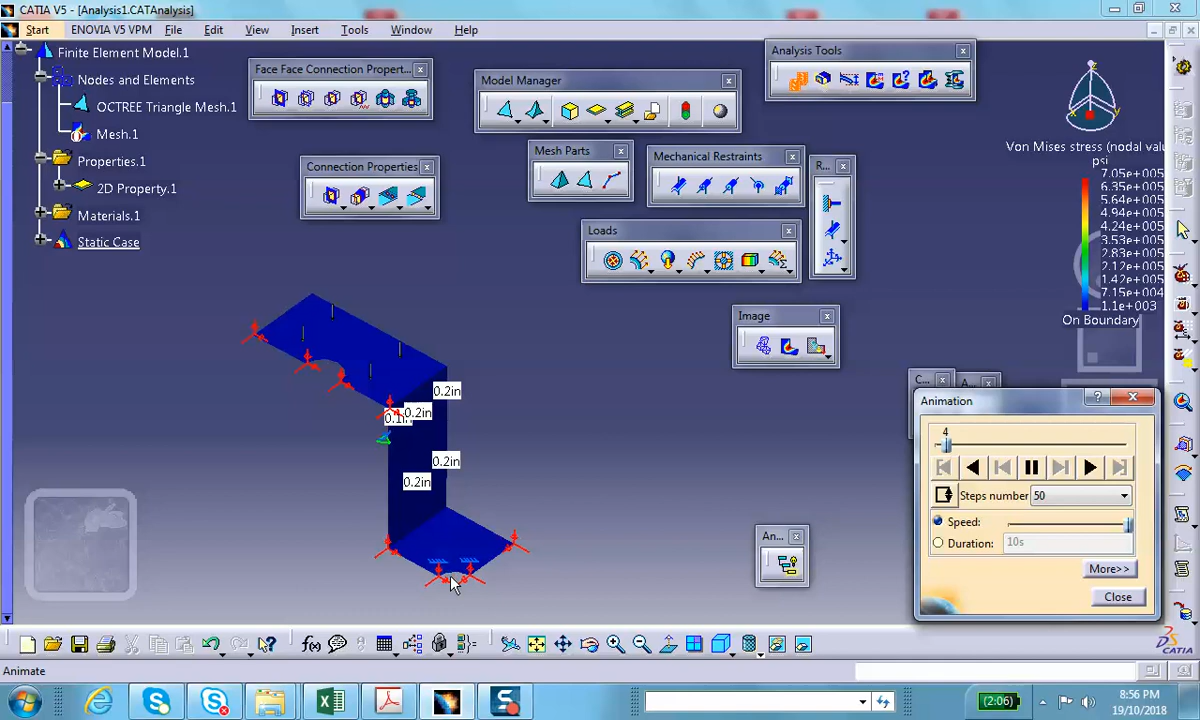 CATIA V5 - [Analysis1.CATAnalysis]
Start ENOVIA V5 VPM File Edit View Insert Tools Window Help
Finite Element Model.1
Nodes and Elements
OCTREE Triangle Mesh.1
Mesh.1
Properties.1
2D Property.1
Materials.1
Static Case
Face Face Connection Propert...
Connection Properties
Model Manager
Mesh Parts
Mechanical Restraints
R...
Loads
Image
Analysis Tools
Von Mises stress (nodal valu
psi
7.05e+005
6.35e+005
5.64e+005
4.94e+005
4.24e+005
3.53e+005
2.83e+005
2.12e+005
1.42e+005
7.15e+004
1.1e+003
On Boundary
0.2in
0.2in
0.1in
0.2in
0.2in
C...
A...
An...
Animation
4
Steps number 50
Speed:
Duration: 10s
More>>
Close
f(x)
Animate
CATIA
(2:06)
8:56 PM
19/10/2018